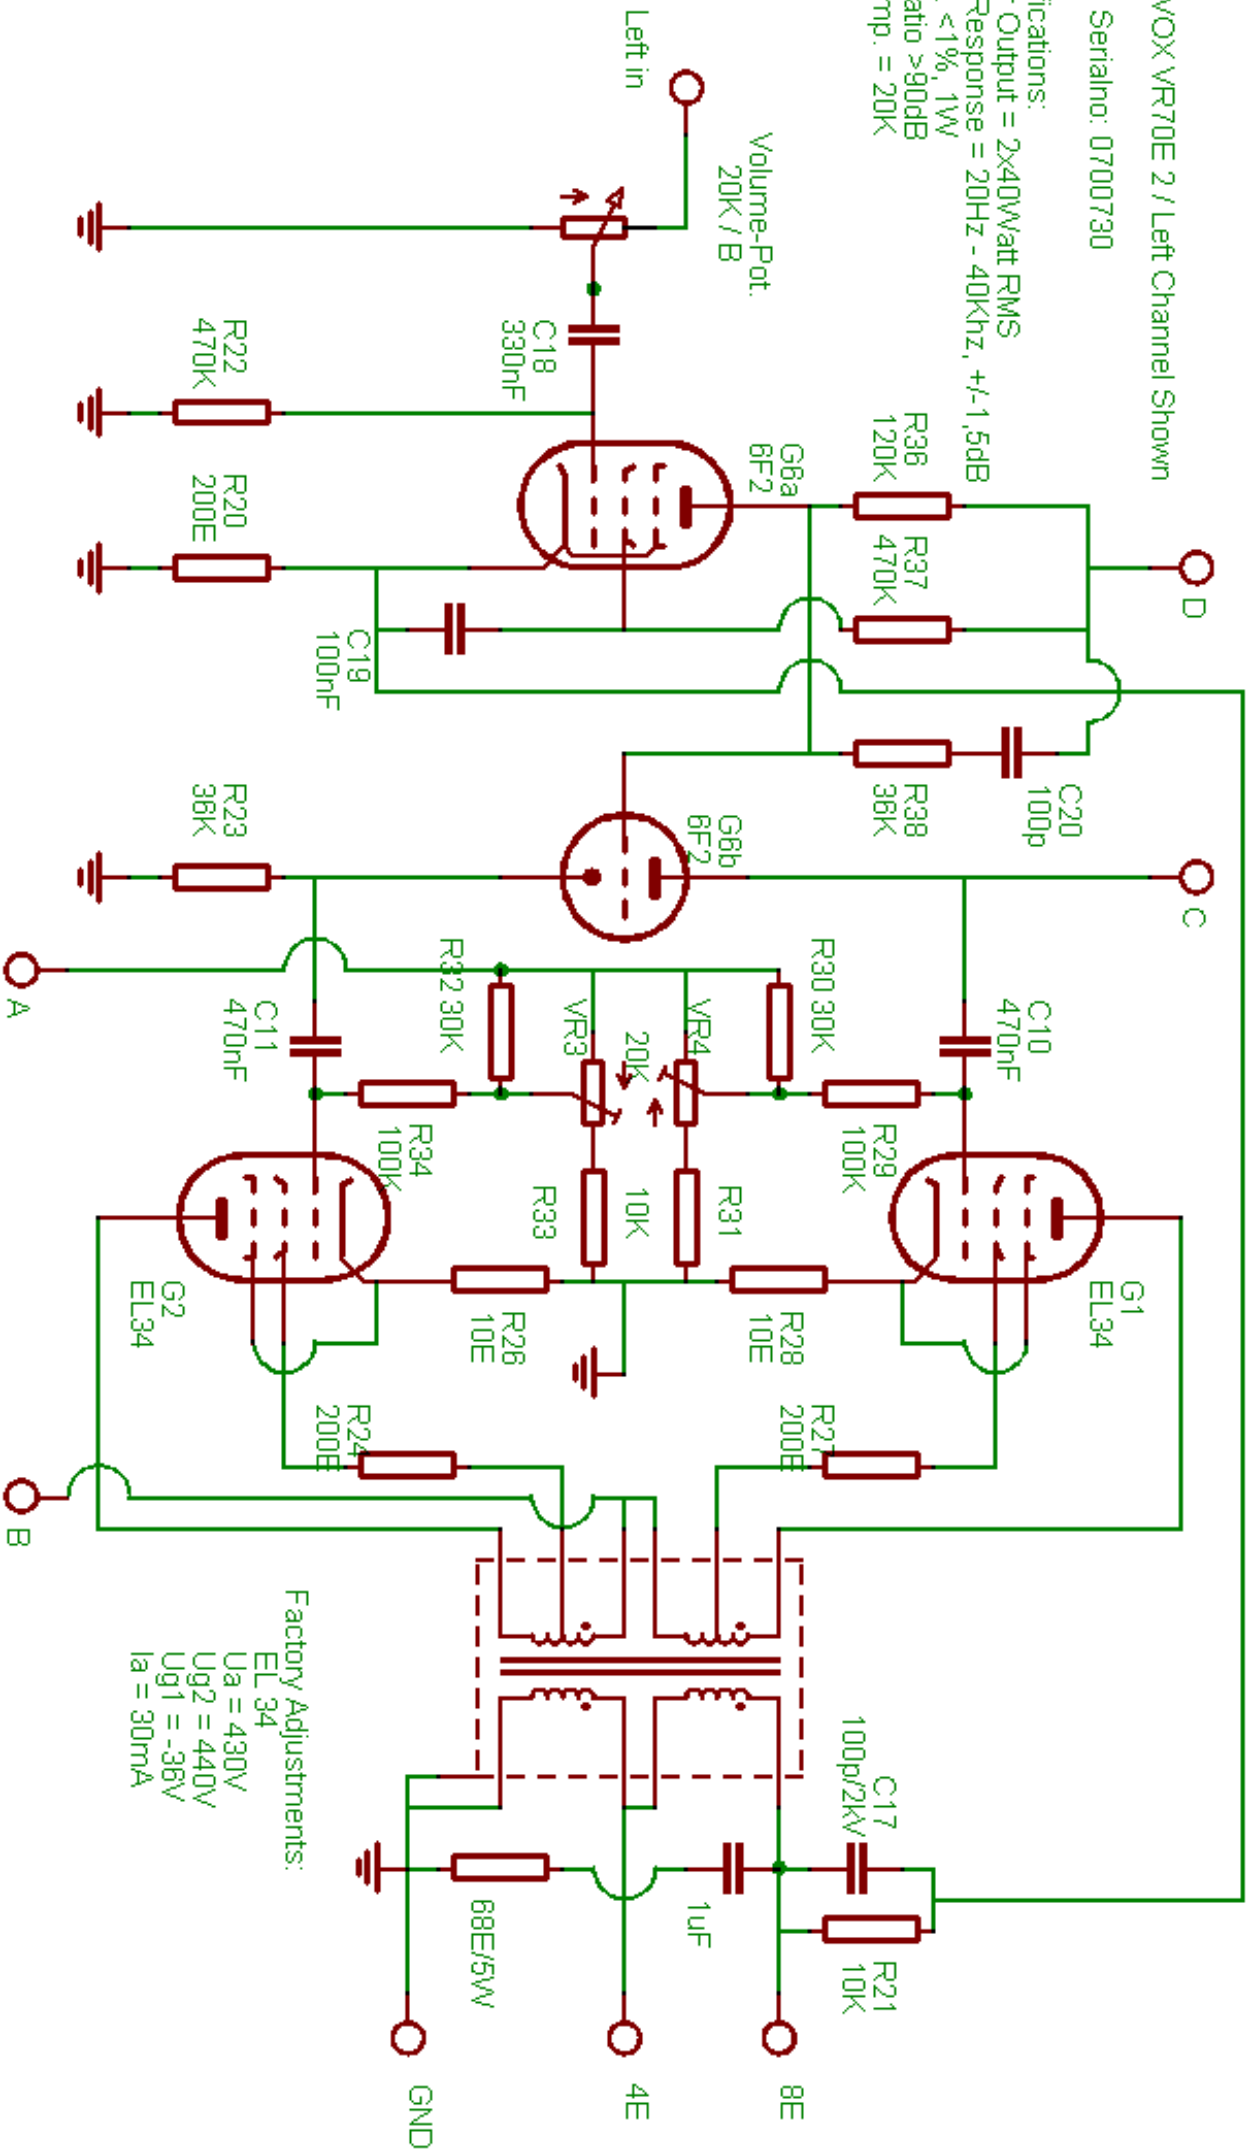 VOX VR70E 2 / Left Channel Shown
Serialno: 0700730
ications:
Output = 2x40Watt RMS
Response = 20Hz - 40Khz, +/-1,5dB
<1%, 1W
atio >90dB
mp. = 20K
Left in
Volume-Pot.
20K / B
C18
330nF
R22
470K
R20
200E
G6a
6F2
R36
120K
R37
470K
D
C19
100nF
C20
100p
R38
36K
G6b
6F2
R23
36K
C
A
R32 30K
VR3
20K
VR4
R30 30K
C10
470nF
C11
470nF
R34
100K
R29
100K
R33
10K
R31
G1
EL34
G2
EL34
R26
10E
R28
10E
R24
200E
R27
200E
B
Factory Adjustments:
EL 34
Ua = 430V
Ug2 = 440V
Ug1 = -36V
Ia = 30mA
C17
100p/2kV
1uF
68E/5W
R21
10K
8E
4E
GND